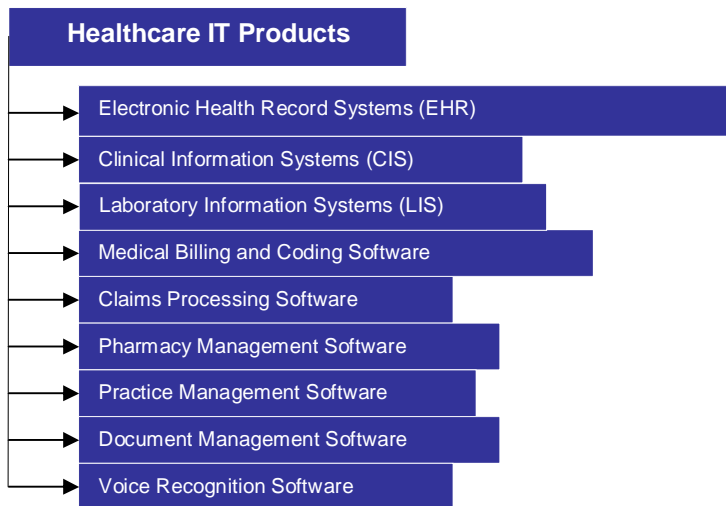 Healthcare IT Products
Electronic Health Record Systems (EHR)
Clinical Information Systems (CIS)
Laboratory Information Systems (LIS)
Medical Billing and Coding Software
Claims Processing Software
Pharmacy Management Software
Practice Management Software
Document Management Software
Voice Recognition Software